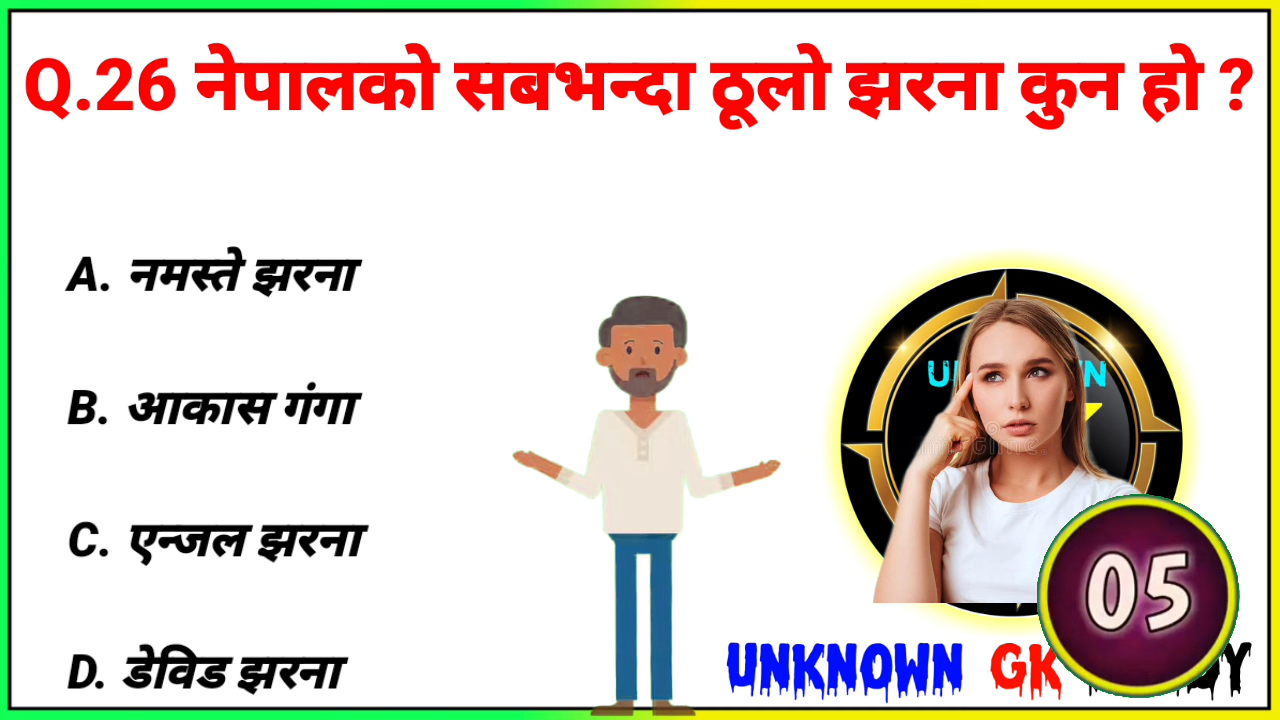 Q.26 नेपालको सबभन्दा ठूलो झरना कुन हो ?
A. नमस्ते झरना
B. आकास गंगा
C. एन्जल झरना
D. डेविड झरना
05
UNKNOWN GK